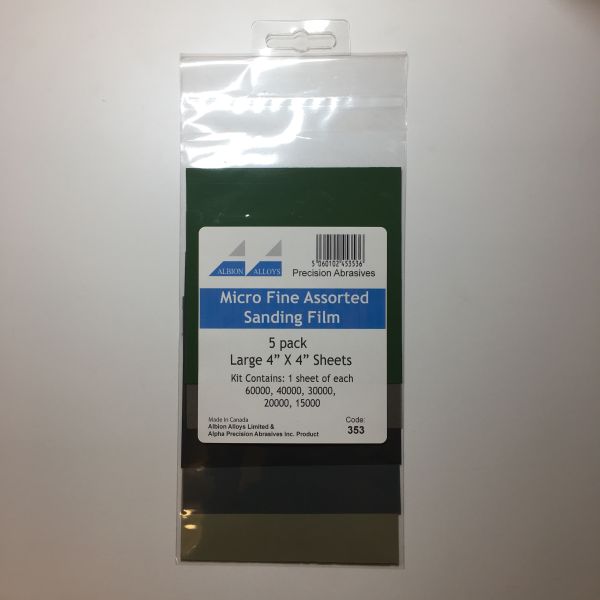 ALBION ALLOYS
5 060102 453536
Precision Abrasives
Micro Fine Assorted
Sanding Film
5 pack
Large 4” X 4” Sheets
Kit Contains: 1 sheet of each
60000, 40000, 30000,
20000, 15000
Made In Canada
Albion Alloys Limited &
Alpha Precision Abrasives Inc. Product
Code:
353